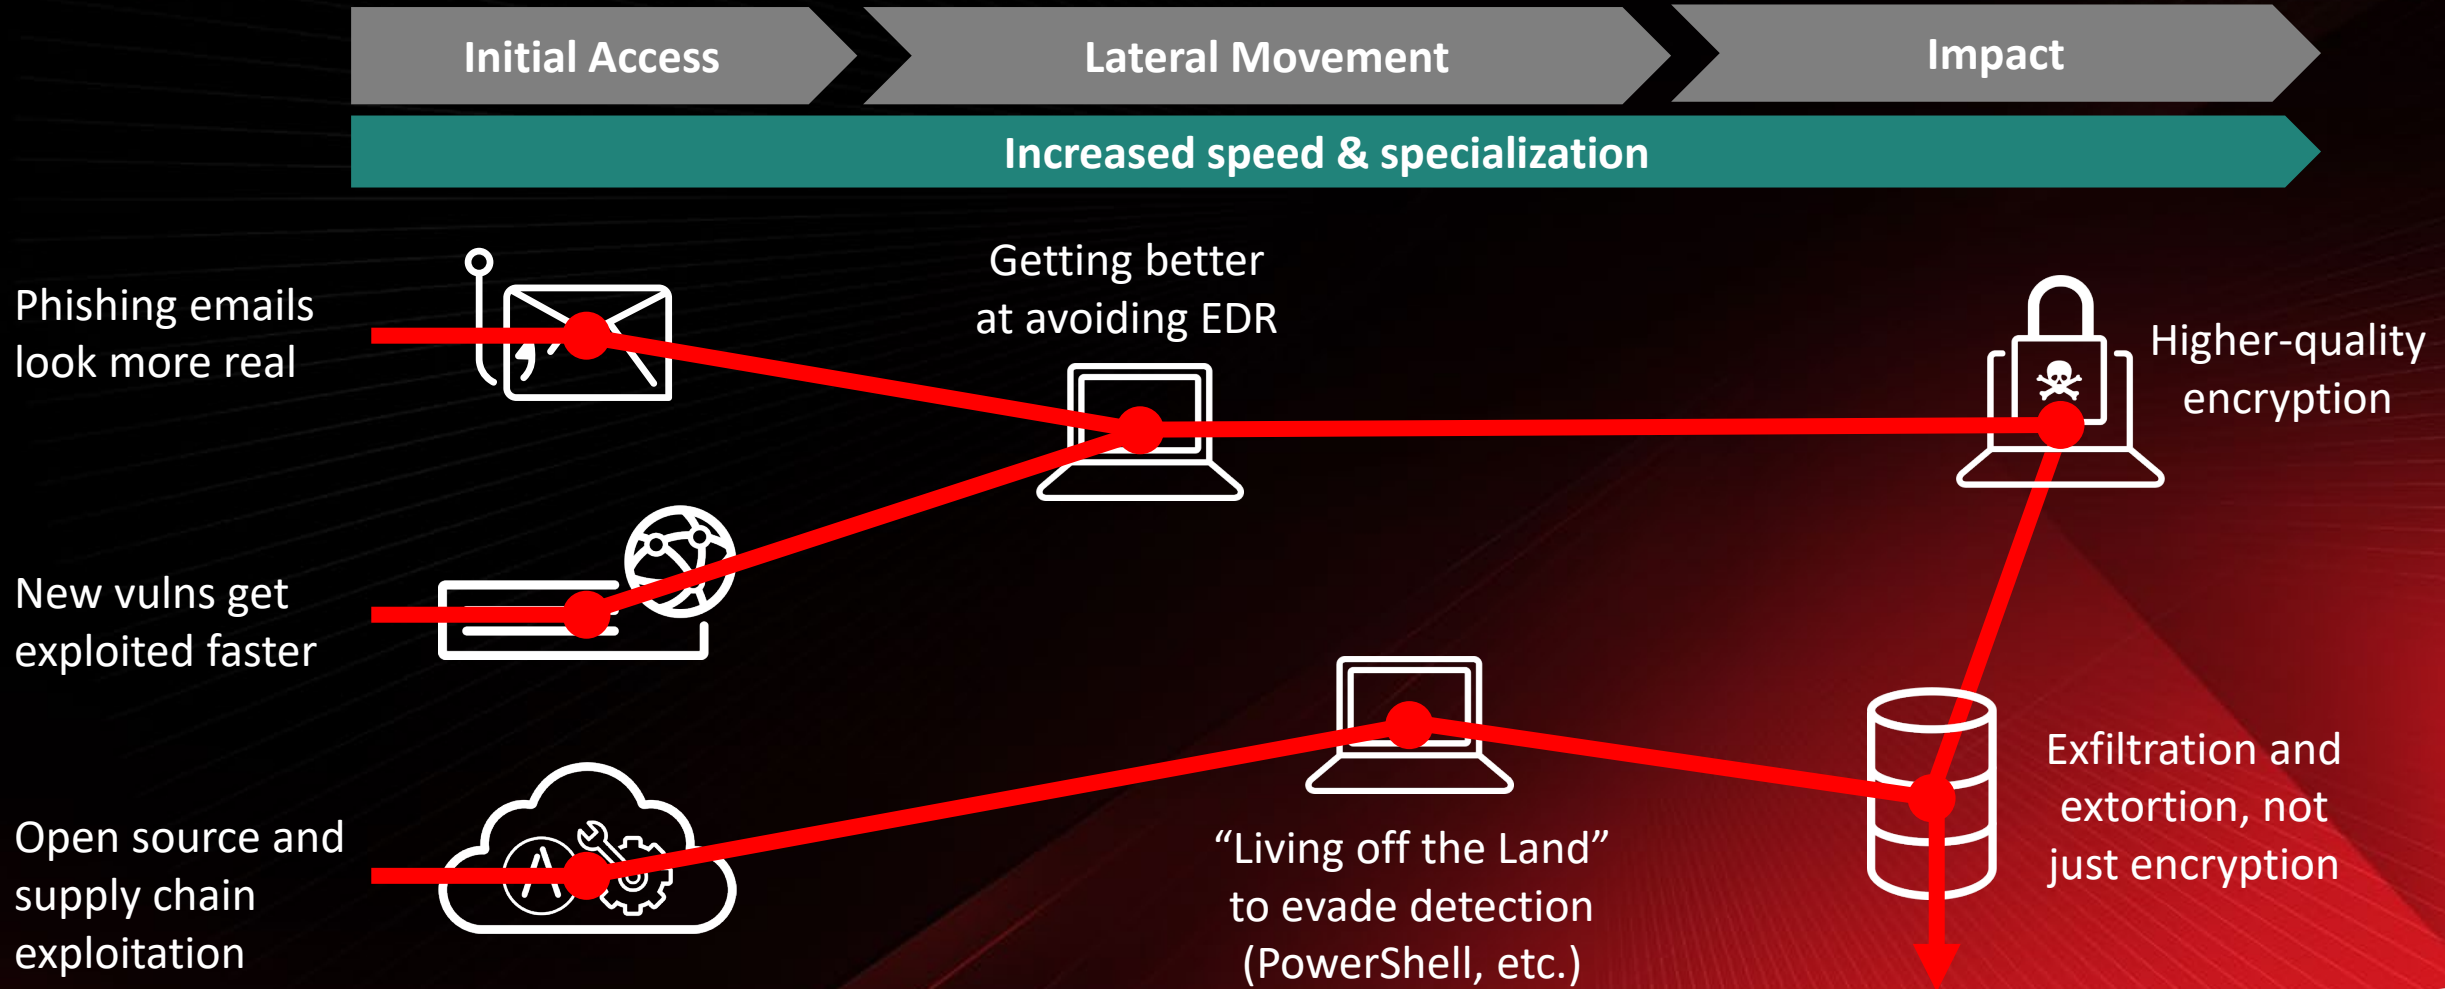 Initial Access
Lateral Movement
Impact
Increased speed & specialization
Phishing emails
look more real
Getting better
at avoiding EDR
Higher-quality
encryption
New vulns get
exploited faster
Open source and
supply chain
exploitation
“Living off the Land”
to evade detection
(PowerShell, etc.)
Exfiltration and
extortion, not
just encryption